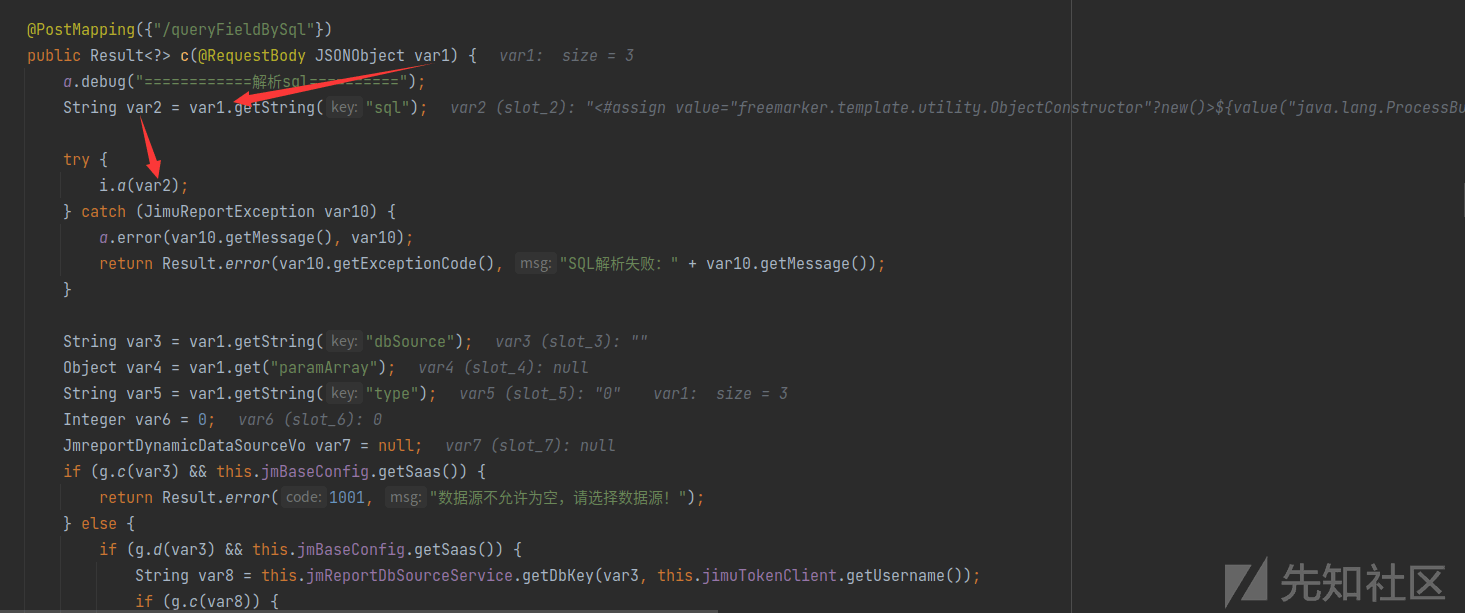 @PostMapping({"/queryFieldBySql"})
public Result<?> c(@RequestBody JSONObject var1) {   var1:  size = 3
a.debug("============解析sql==========");
String var2 = var1.getString( key: "sql");   var2 (slot_2): "<#assign value="freemarker.template.utility.ObjectConstructor"?new()>${value("java.lang.ProcessBu
try {
i.a(var2);
} catch (JimuReportException var10) {
a.error(var10.getMessage(), var10);
return Result.error(var10.getExceptionCode(),  msg: "SQL解析失败：" + var10.getMessage());
}
String var3 = var1.getString( key: "dbSource");   var3 (slot_3): ""
Object var4 = var1.get("paramArray");   var4 (slot_4): null
String var5 = var1.getString( key: "type");   var5 (slot_5): "0"    var1:  size = 3
Integer var6 = 0;   var6 (slot_6): 0
JmreportDynamicDataSourceVo var7 = null;   var7 (slot_7): null
if (g.c(var3) && this.jmBaseConfig.getSaas()) {
return Result.error( code: 1001,  msg: "数据源不允许为空，请选择数据源！");
} else {
if (g.d(var3) && this.jmBaseConfig.getSaas()) {
String var8 = this.jmReportDbSourceService.getDbKey(var3, this.jimuTokenClient.getUsername());
if (g.c(var8)) {
先知社区